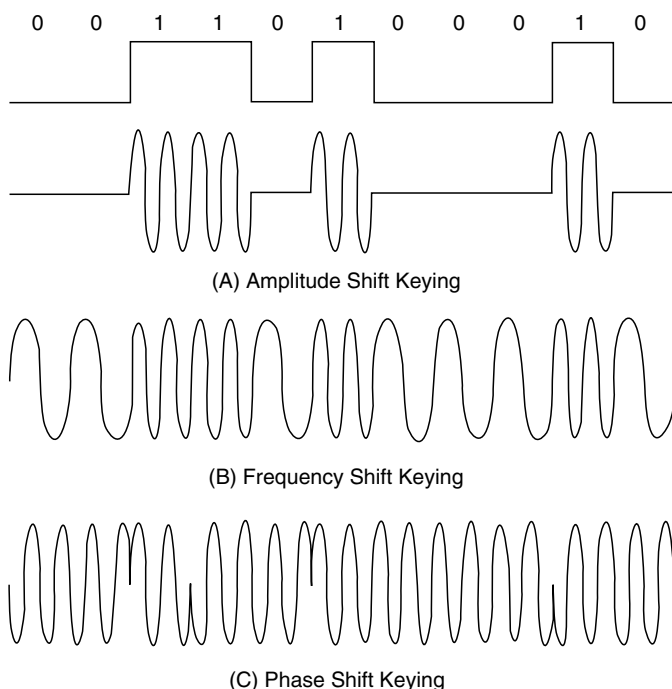 0 0 1 1 0 1 0 0 0 1 0
(A) Amplitude Shift Keying
(B) Frequency Shift Keying
(C) Phase Shift Keying